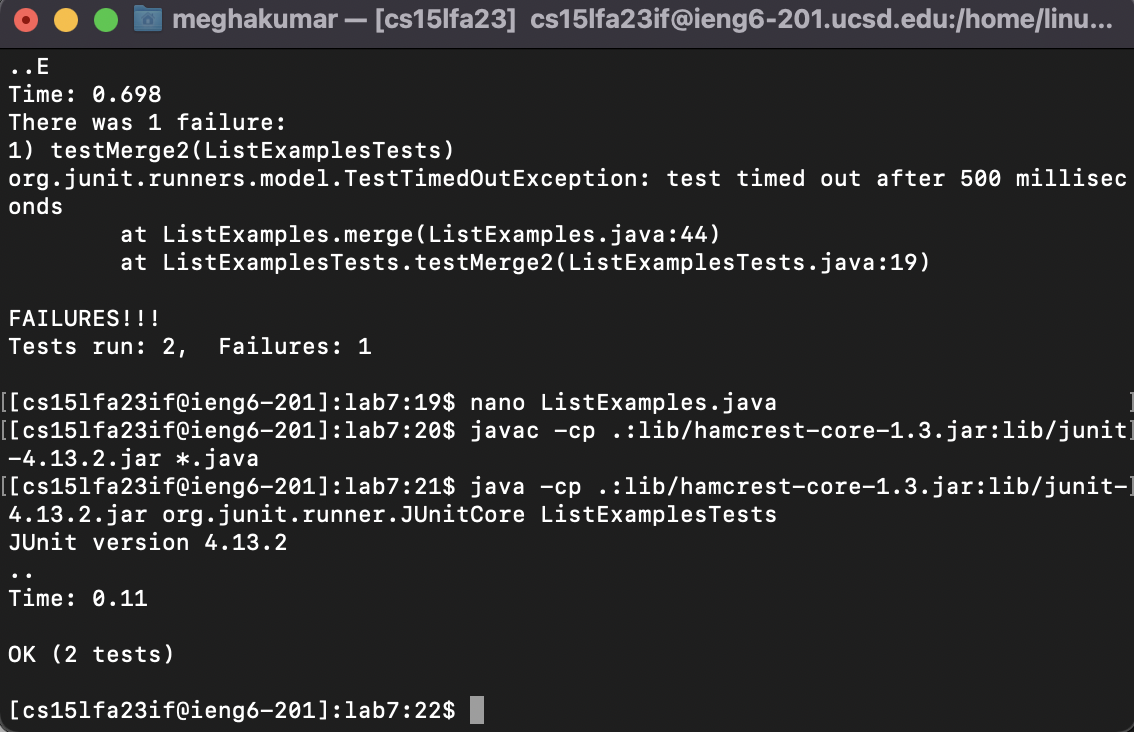 meghakumar — [cs15lfa23] cs15lfa23if@ieng6-201.ucsd.edu:/home/linu...
..E
Time: 0.698
There was 1 failure:
1) testMerge2(ListExamplesTests)
org.junit.runners.model.TestTimedOutException: test timed out after 500 millisec
onds
        at ListExamples.merge(ListExamples.java:44)
        at ListExamplesTests.testMerge2(ListExamplesTests.java:19)
FAILURES!!!
Tests run: 2,  Failures: 1
[[cs15lfa23if@ieng6-201]:lab7:19$ nano ListExamples.java ]
[[cs15lfa23if@ieng6-201]:lab7:20$ javac -cp .:lib/hamcrest-core-1.3.jar:lib/junit]
-4.13.2.jar *.java
[[cs15lfa23if@ieng6-201]:lab7:21$ java -cp .:lib/hamcrest-core-1.3.jar:lib/junit-]
4.13.2.jar org.junit.runner.JUnitCore ListExamplesTests
JUnit version 4.13.2
..
Time: 0.11
OK (2 tests)
[cs15lfa23if@ieng6-201]:lab7:22$